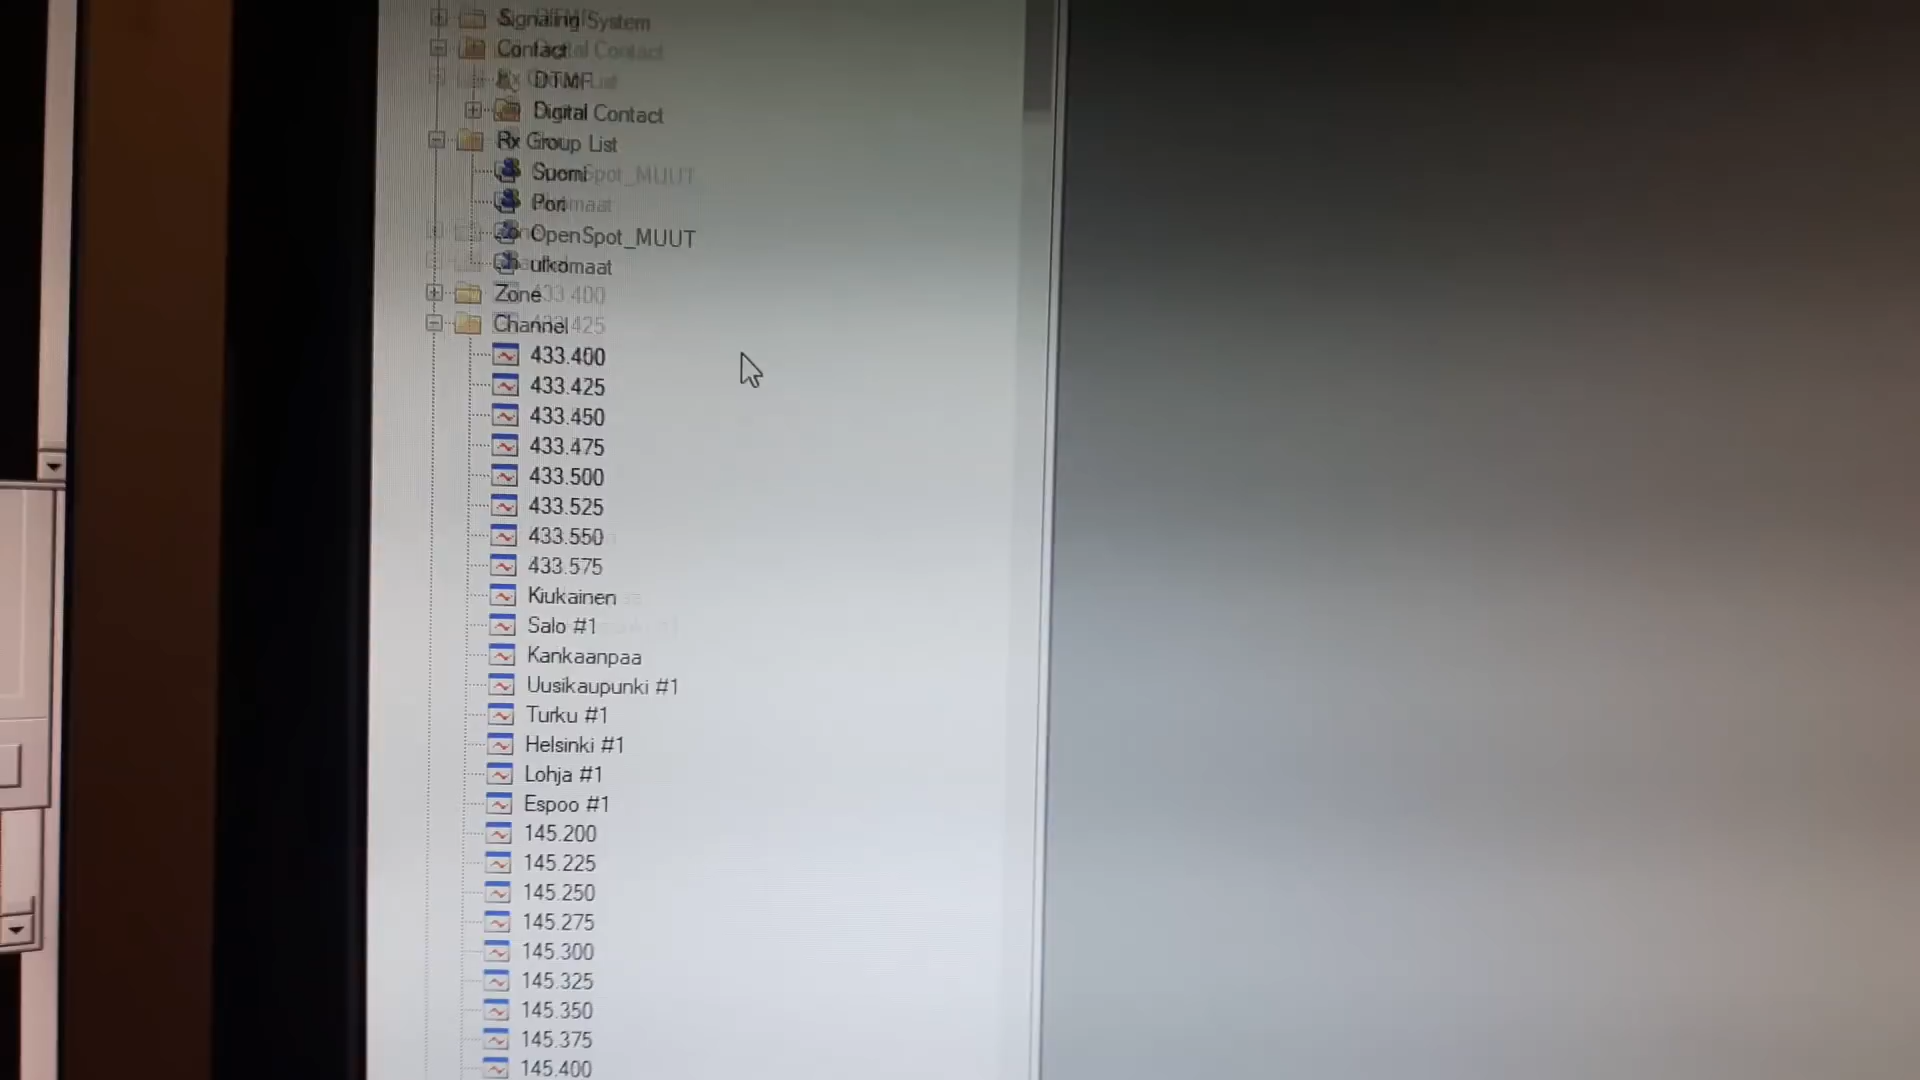 Signaling System
Contact
DTMF
Digital Contact
Rx Group List
Suomi
Pori
OpenSpot_MUUT
ulkomaat
Zone
Channel
433.400
433.425
433.450
433.475
433.500
433.525
433.550
433.575
Kiukainen
Salo #1
Kankaanpaa
Uusikaupunki #1
Turku #1
Helsinki #1
Lohja #1
Espoo #1
145.200
145.225
145.250
145.275
145.300
145.325
145.350
145.375
145.400